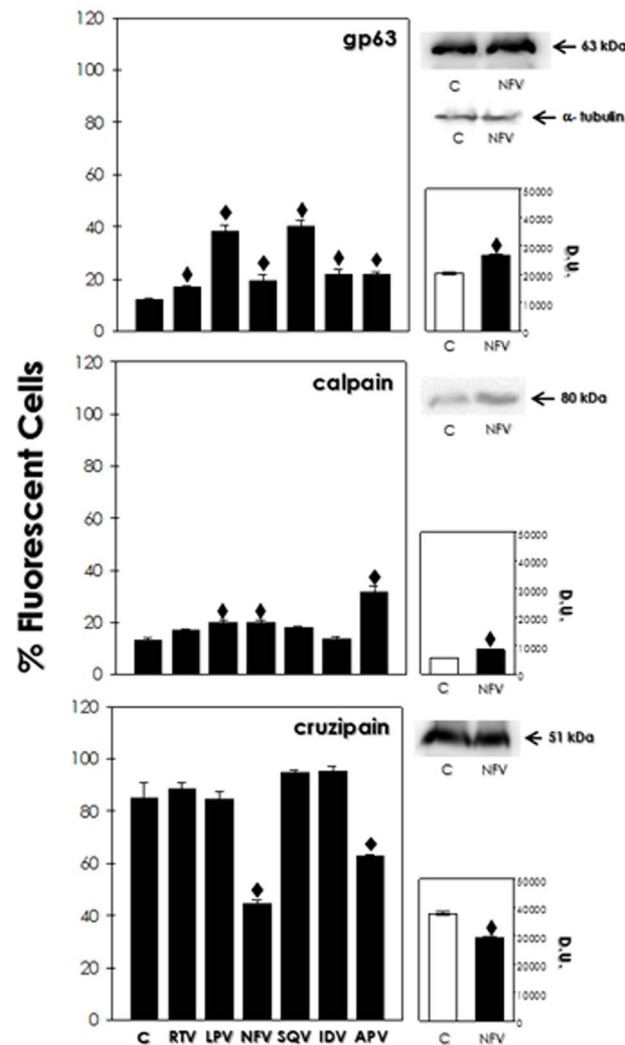 % Fluorescent Cells
gp63
120
100
80
60
40
20
0
63 kDa
C NFV
α- tubulin
C NFV
50000
40000
30000
20000
10000
0
D.U.
C NFV
calpain
120
100
80
60
40
20
0
80 kDa
C NFV
50000
40000
30000
20000
10000
0
D.U.
C NFV
cruzipain
120
100
80
60
40
20
0
C RTV LPV NFV SQV IDV APV
51 kDa
C NFV
50000
40000
30000
20000
10000
0
D.U.
C NFV